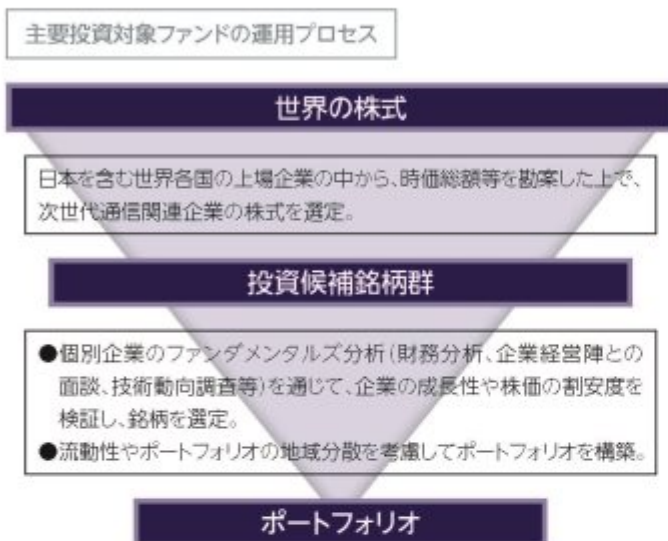 主要投資対象ファンドの運用プロセス
世界の株式
日本を含む世界各国の上場企業の中から、時価総額等を勘案した上で、
次世代通信関連企業の株式を選定。
投資候補銘柄群
●個別企業のファンダメンタルズ分析(財務分析、企業経営陣との
面談、技術動向調査等)を通じて、企業の成長性や株価の割安度を
検証し、銘柄を選定。
●流動性やポートフォリオの地域分散を考慮してポートフォリオを構築。
ポートフォリオ